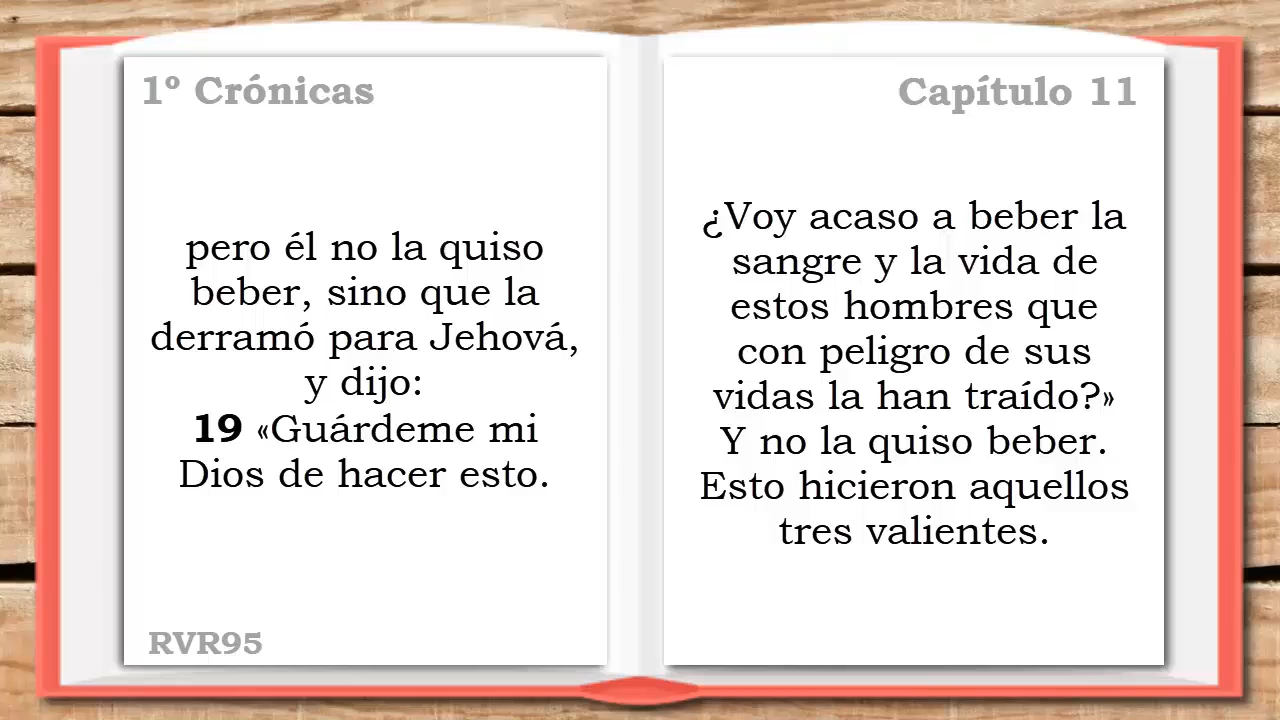 1º Crónicas
pero él no la quiso
beber, sino que la
derramó para Jehová,
y dijo:
19 «Guárdeme mi
Dios de hacer esto.
RVR95
Capítulo 11
¿Voy acaso a beber la
sangre y la vida de
estos hombres que
con peligro de sus
vidas la han traído?»
Y no la quiso beber.
Esto hicieron aquellos
tres valientes.